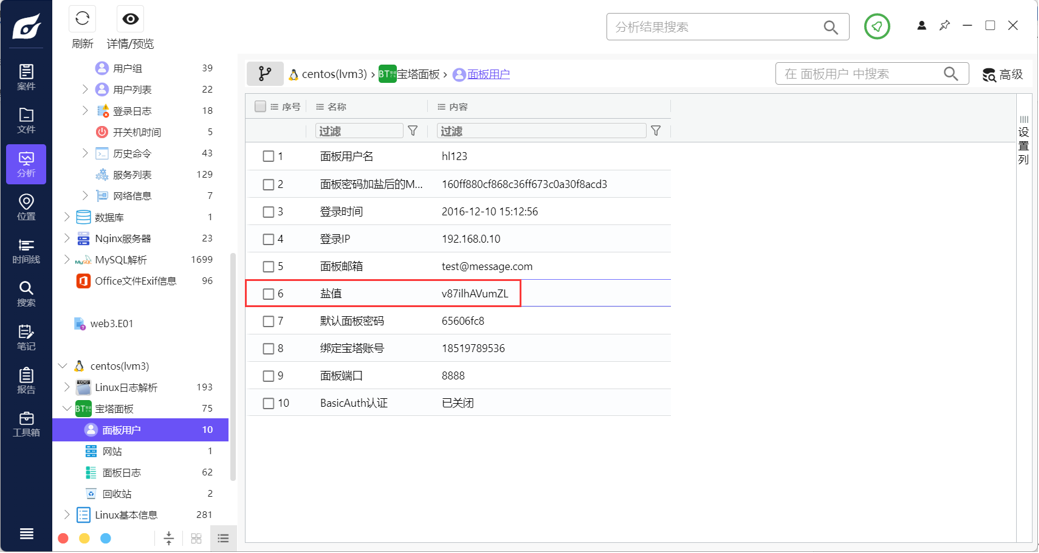 刷新
详情/预览
分析结果搜索
案件
文件
分析
位置
时间线
搜索
笔记
报告
工具箱
用户组 39
用户列表 22
登录日志 18
开关机时间 5
历史命令 43
服务列表 129
网络信息 7
数据库 1
Nginx服务器 23
MySQL解析 1699
Office文件Exif信息 96
web3.E01
centos(lvm3)
Linux日志解析 193
宝塔面板 75
面板用户 10
网站 1
面板日志 62
回收站 2
Linux基本信息 281
centos(lvm3) › BT 宝塔面板 › 面板用户
在 面板用户 中搜索
高级
序号 名称 内容
过滤 过滤
1 面板用户名 hl123
2 面板密码加盐后的M... 160ff880cf868c36ff673c0a30f8acd3
3 登录时间 2016-12-10 15:12:56
4 登录IP 192.168.0.10
5 面板邮箱 test@message.com
6 盐值 v87ilhAVumZL
7 默认面板密码 65606fc8
8 绑定宝塔账号 18519789536
9 面板端口 8888
10 BasicAuth认证 已关闭
设置列